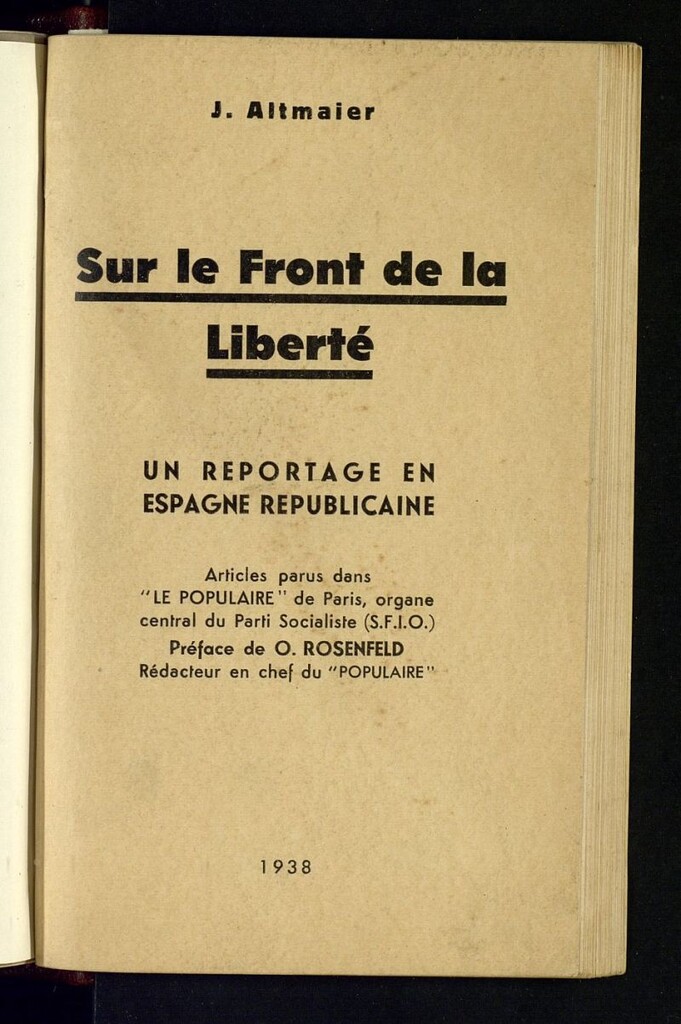 J. Altmaier
Sur le Front de la
Liberté
UN REPORTAGE EN
ESPAGNE REPUBLICAINE
Articles parus dans
"LE POPULAIRE" de Paris, organe
central du Parti Socialiste (S.F.I.O.)
Préface de O. ROSENFELD
Rédacteur en chef du "POPULAIRE"
1938